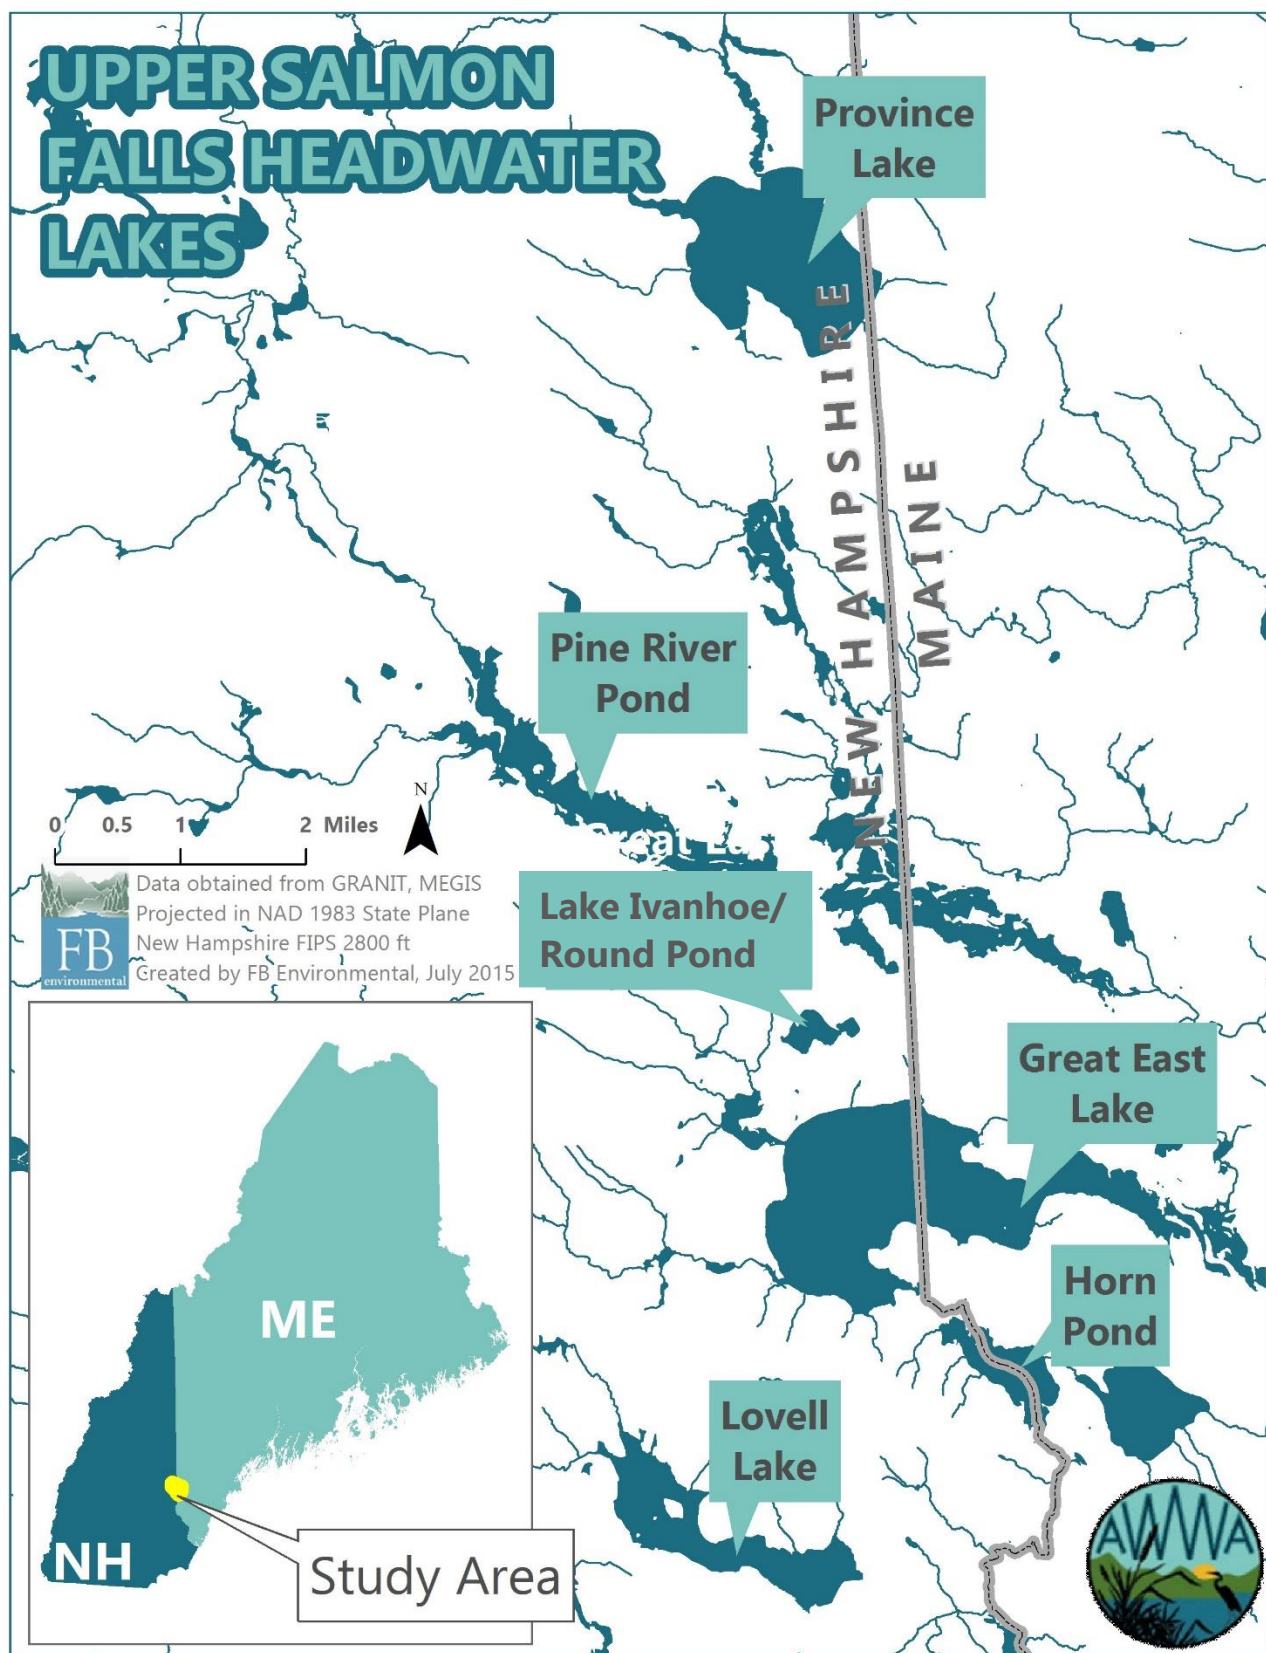 UPPER SALMON
FALLS HEADWATER
LAKES
Province
Lake
NEW HAMPSHIRE
MAINE
Pine River
Pond
N
0 0.5 1 2 Miles
Great East
Data obtained from GRANIT, MEGIS
Projected in NAD 1983 State Plane
New Hampshire FIPS 2800 ft
Created by FB Environmental, July 2015
FB
environmental
Lake Ivanhoe/
Round Pond
Great East
Lake
Horn
Pond
Lovell
Lake
ME
NH
Study Area
AWWA